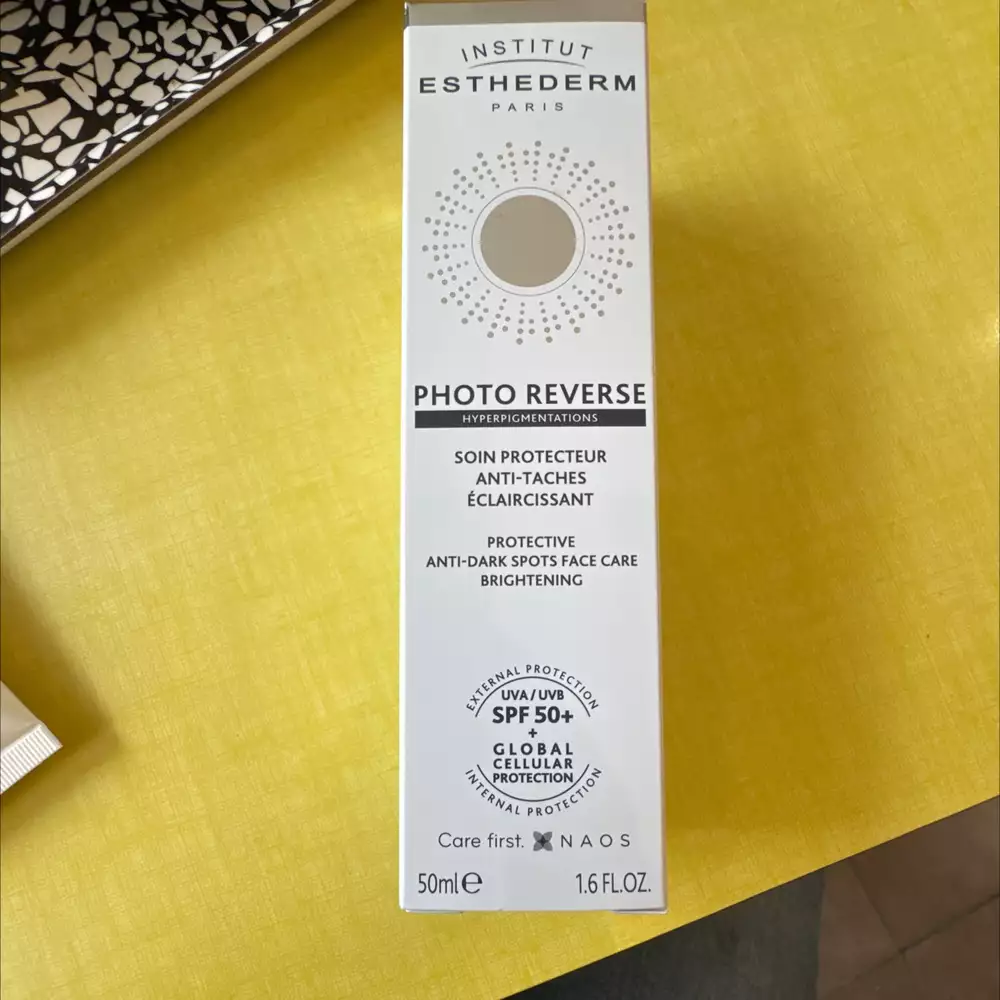 INSTITUT
ESTHEDERM
PARIS
PHOTO REVERSE
HYPERPIGMENTATIONS
SOIN PROTECTEUR
ANTI-TACHES
ÉCLAIRCISSANT
PROTECTIVE
ANTI-DARK SPOTS FACE CARE
BRIGHTENING
EXTERNAL PROTECTION
UVA/UVB
SPF 50+
+
GLOBAL
CELLULAR
PROTECTION
INTERNAL PROTECTION
Care first. NAOS
50ml℮ 1.6 FL.OZ.